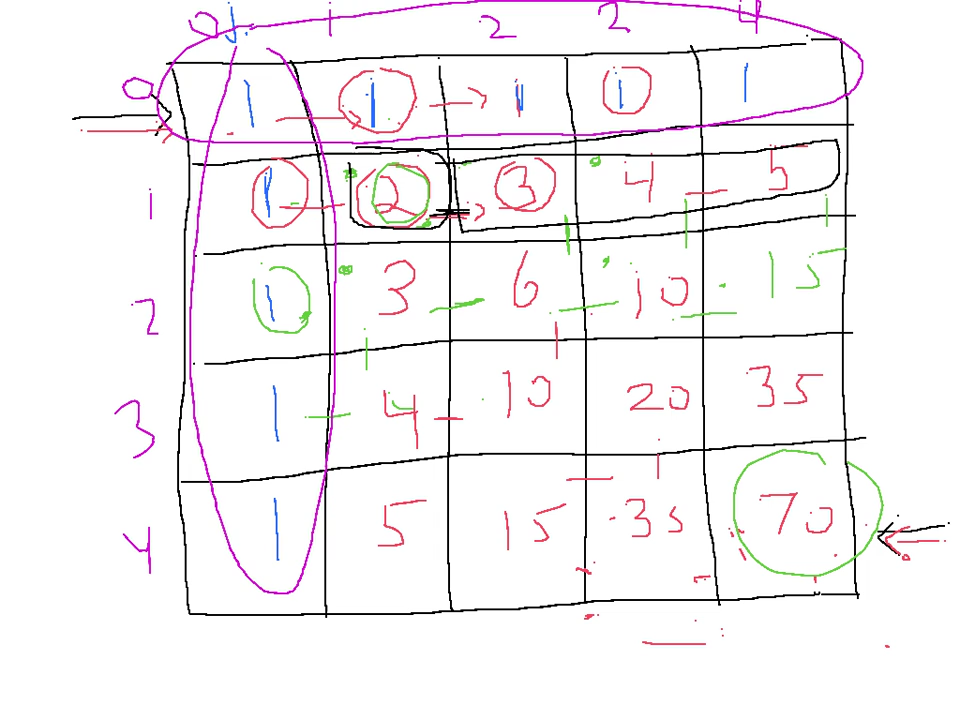 0 1 2 2 4
0 1 1 1 1 1
1 1 2 3 4 5
2 1 3 6 10 15
3 1 4 10 20 35
4 1 5 15 35 70